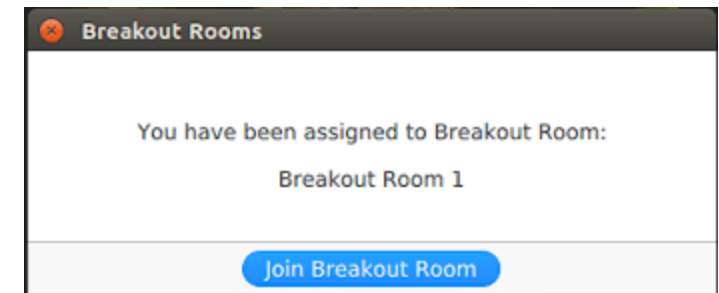 Breakout Rooms
You have been assigned to Breakout Room:
Breakout Room 1
Join Breakout Room